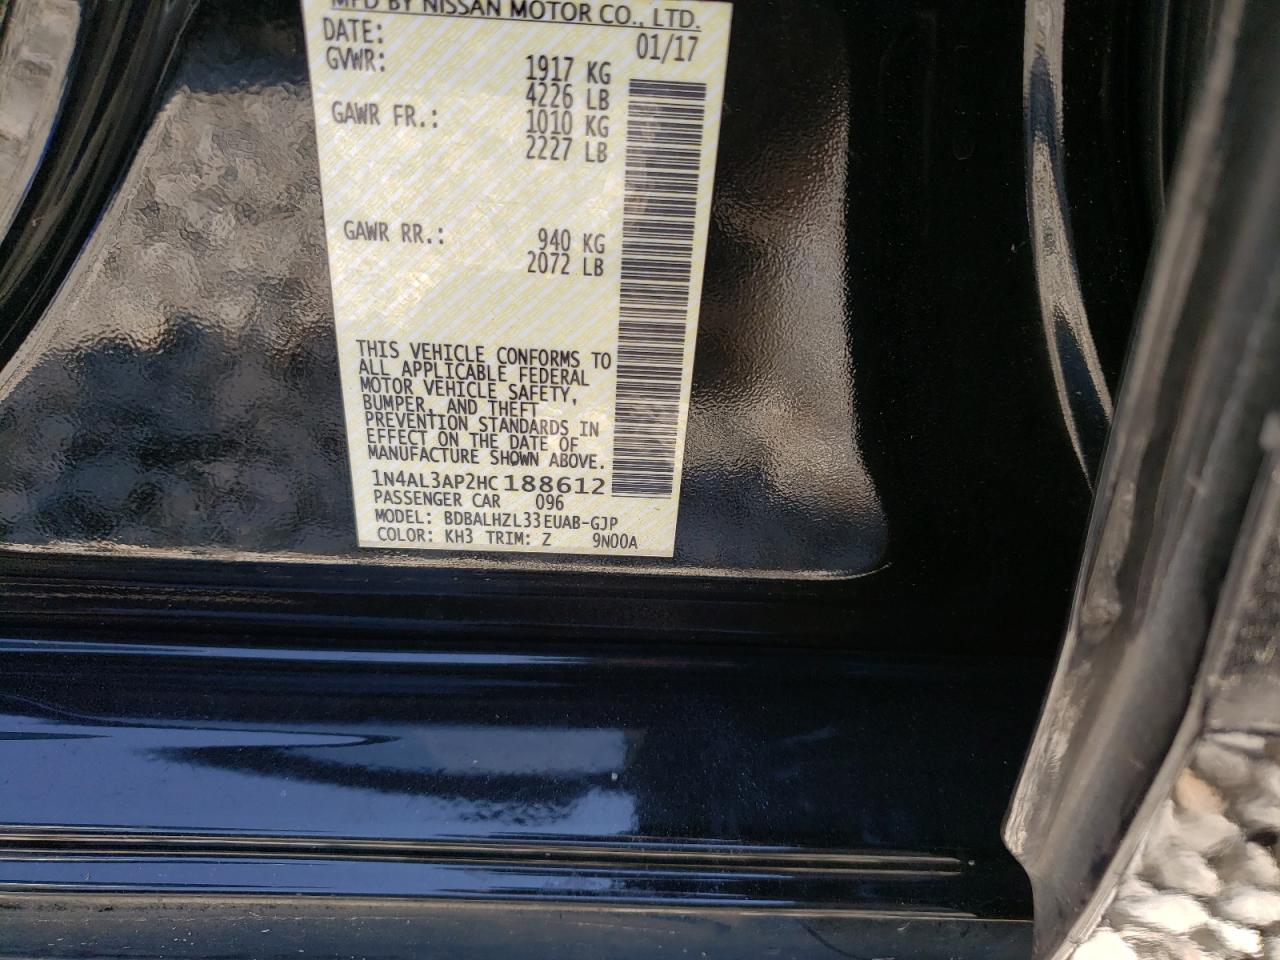 MFD BY NISSAN MOTOR CO., LTD.
DATE: 01/17
GVWR: 1917 KG
4226 LB
GAWR FR.: 1010 KG
2227 LB
GAWR RR.: 940 KG
2072 LB
THIS VEHICLE CONFORMS TO
ALL APPLICABLE FEDERAL
MOTOR VEHICLE SAFETY,
BUMPER, AND THEFT
PREVENTION STANDARDS IN
EFFECT ON THE DATE OF
MANUFACTURE SHOWN ABOVE.
1N4AL3AP2HC188612
PASSENGER CAR 096
MODEL: BDBALHZL33EUAB-GJP
COLOR: KH3 TRIM: Z 9N00A